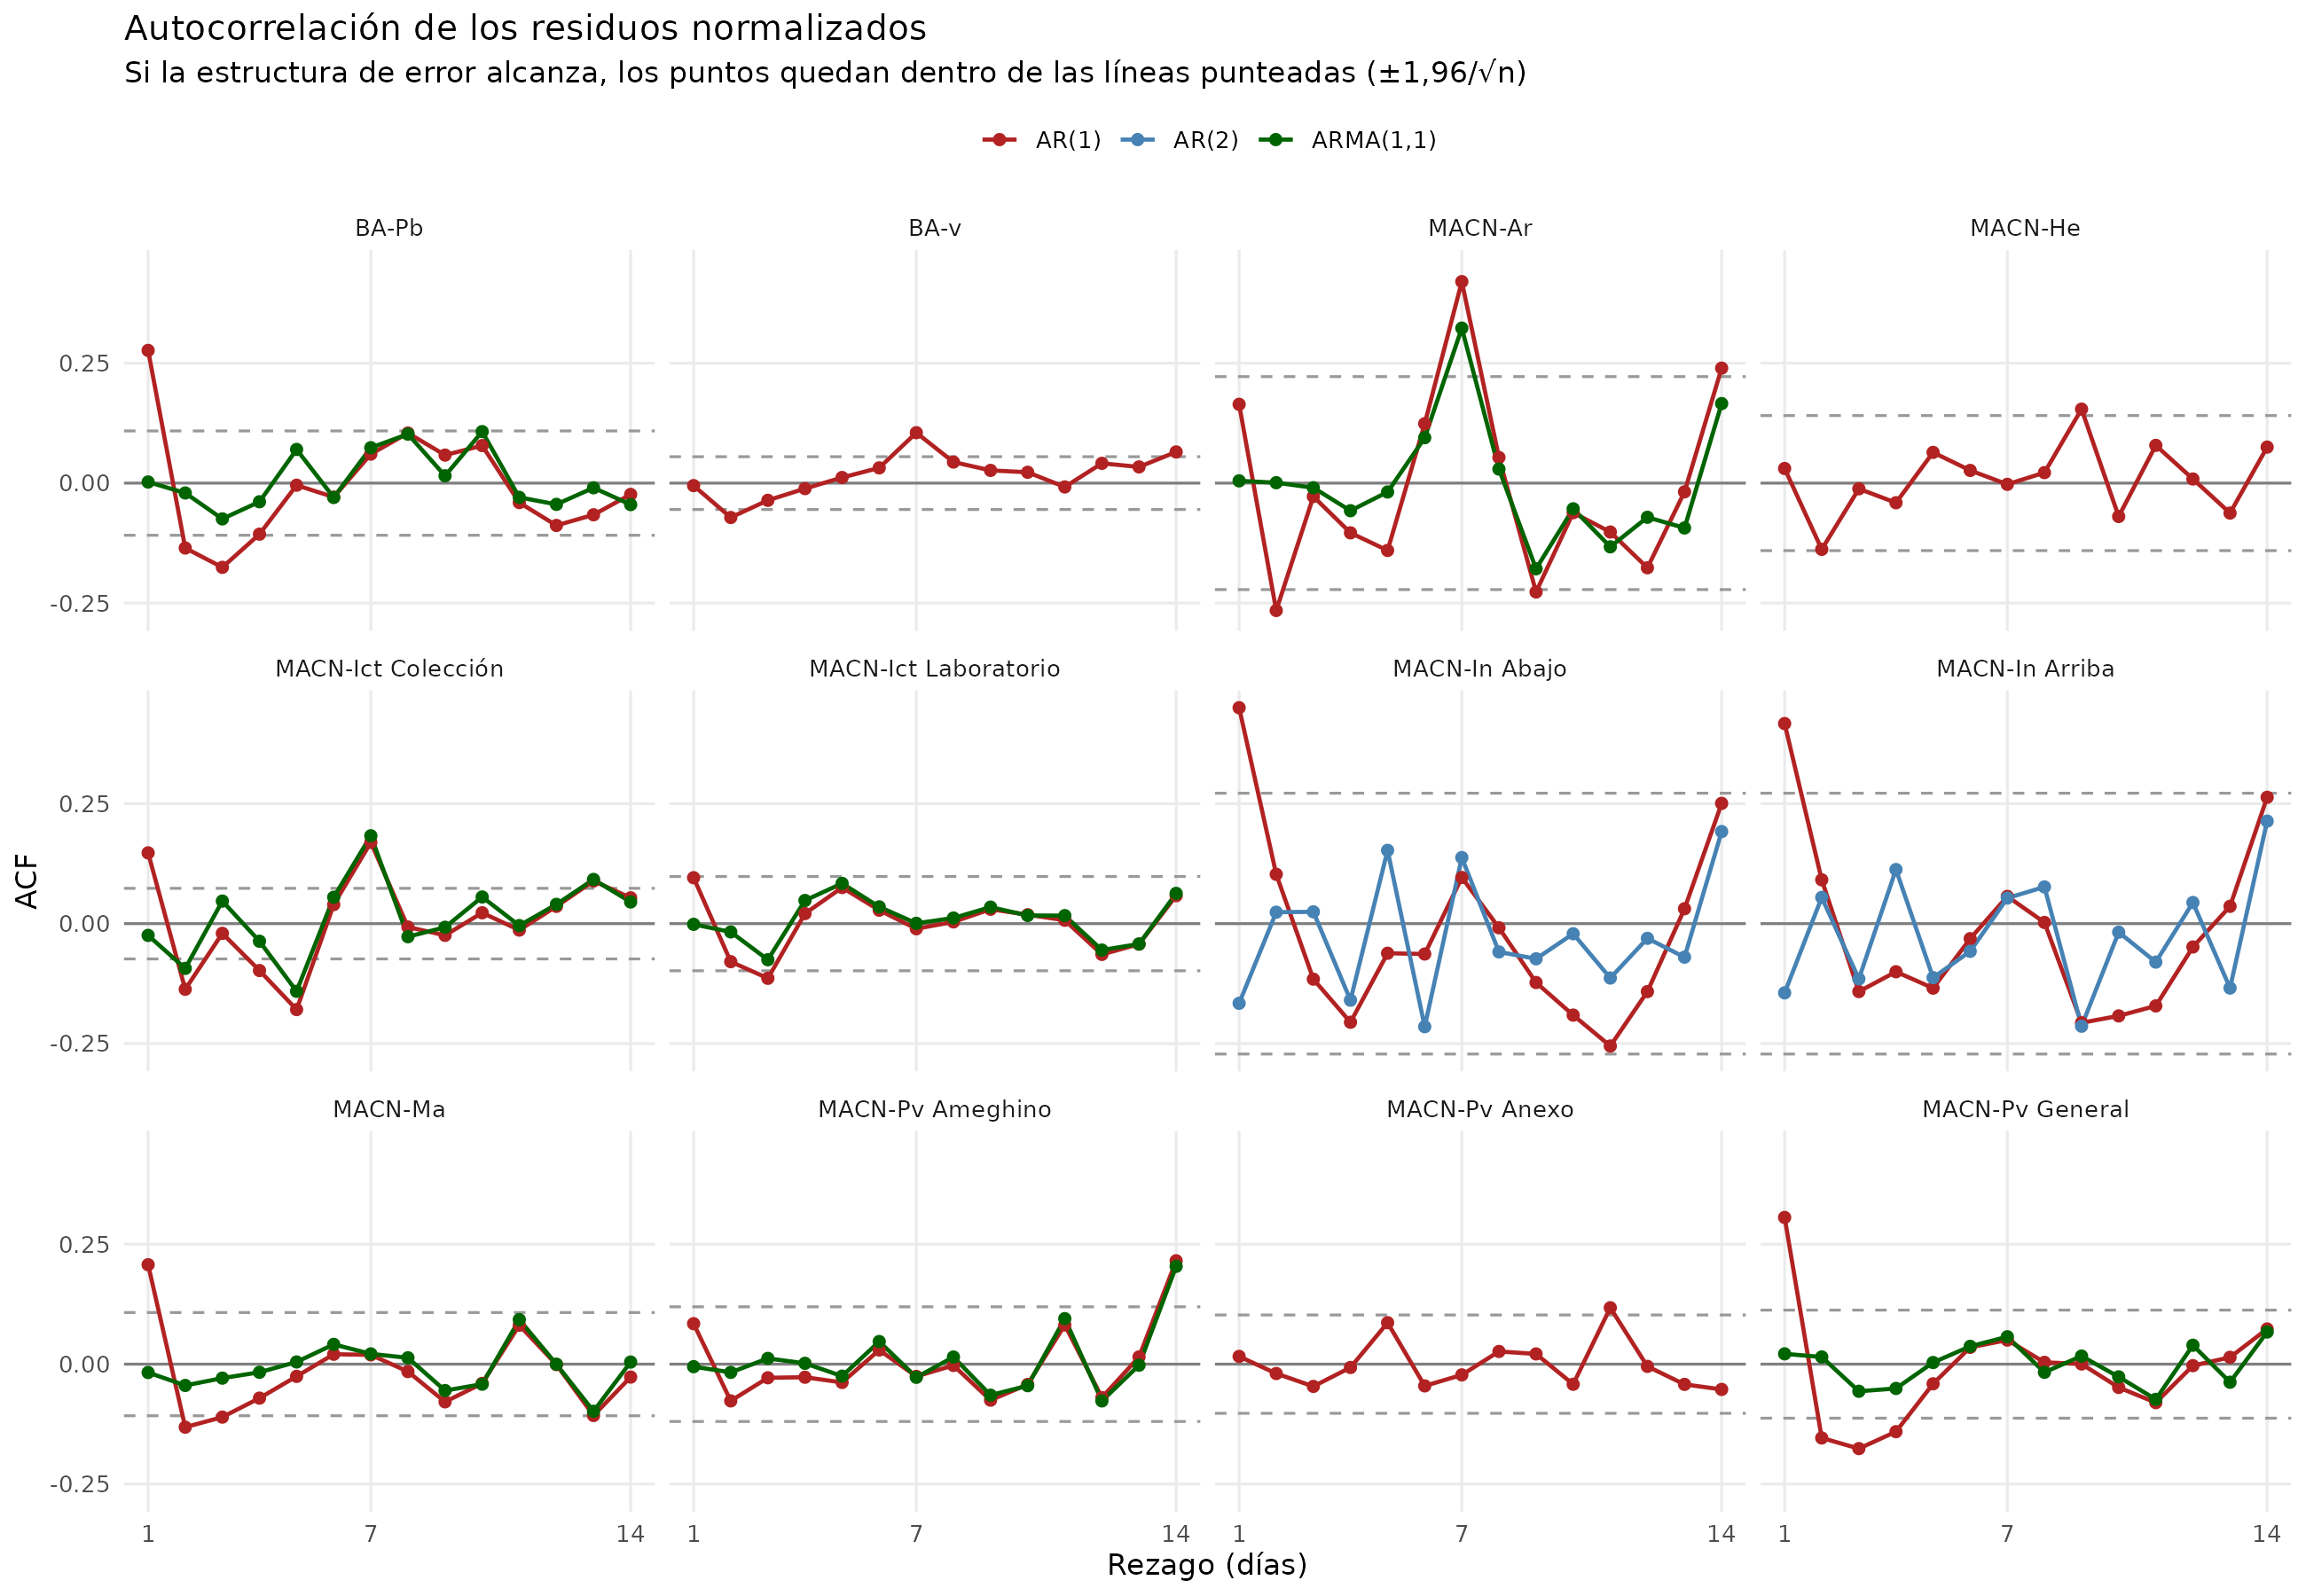 Autocorrelación de los residuos normalizados
Si la estructura de error alcanza, los puntos quedan dentro de las líneas punteadas (±1,96/√n)
AR(1) AR(2) ARMA(1,1)
BA-Pb BA-v MACN-Ar MACN-He
0.25
0.00
-0.25
MACN-Ict Colección MACN-Ict Laboratorio MACN-In Abajo MACN-In Arriba
0.25
0.00
-0.25
ACF
MACN-Ma MACN-Pv Ameghino MACN-Pv Anexo MACN-Pv General
0.25
0.00
-0.25
1 7 14 1 7 14 1 7 14 1 7 14
Rezago (días)